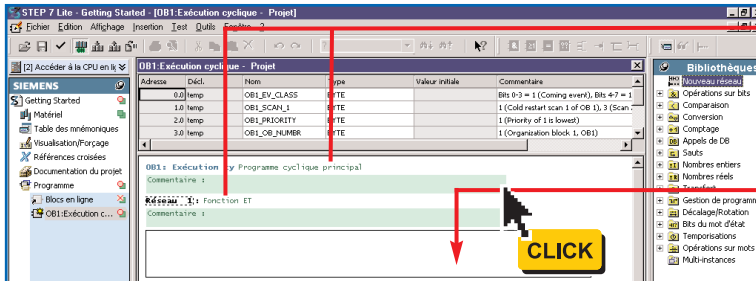 STEP 7 Lite - Getting Started - [OB1:Exécution cyclique - Projet]
Fichier Edition Affichage Insertion Test Outils Fenêtre ?
[2] Accéder à la CPU en li
SIEMENS
Getting Started
Matériel
Table des mnémoniques
Visualisation/Forçage
Références croisées
Documentation du projet
Programme
Blocs en ligne
OB1:Exécution c...
OB1:Exécution cyclique - Projet
Adresse Décl. Nom Type Valeur initiale Commentaire
0.0 temp OB1_EV_CLASS BYTE Bits 0-3 = 1 (Coming event), Bits 4-7 = 1
1.0 temp OB1_SCAN_1 BYTE 1 (Cold restart scan 1 of OB 1), 3 (Scan
2.0 temp OB1_PRIORITY BYTE 1 (Priority of 1 is lowest)
3.0 temp OB1_OB_NUMBR BYTE 1 (Organization block 1, OB1)
OB1: Exécution cy Programme cyclique principal
Commentaire :
Réseau 1: Fonction ET
Commentaire :
CLICK
Bibliothèques
Nouveau réseau
Opérations sur bits
Comparaison
Conversion
Comptage
Appels de DB
Sauts
Nombres entiers
Nombres réels
Transfert
Gestion de programm
Décalage/Rotation
Bits du mot d'état
Temporisations
Opérations sur mots
Multi-instances